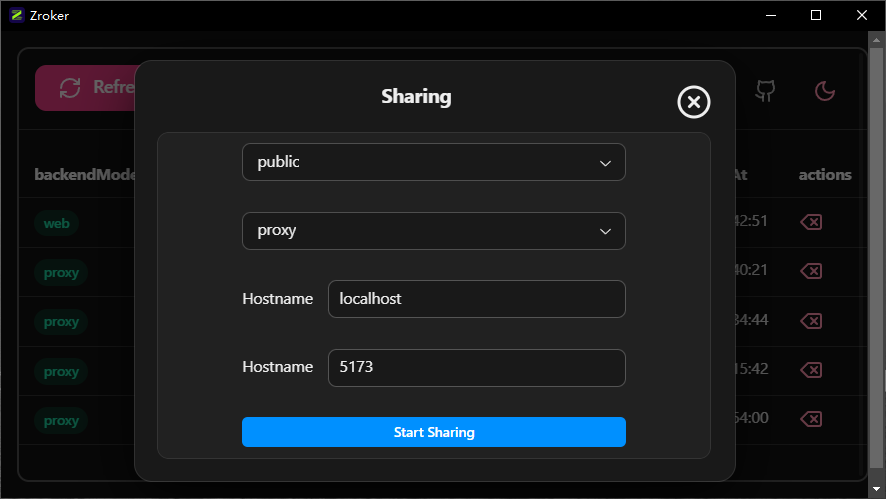 Zroker
Refre
Sharing
public
backendMode
At
actions
web
42:51
proxy
proxy
40:21
Hostname localhost
proxy
34:44
Hostname 5173
proxy
15:42
proxy
54:00
Start Sharing